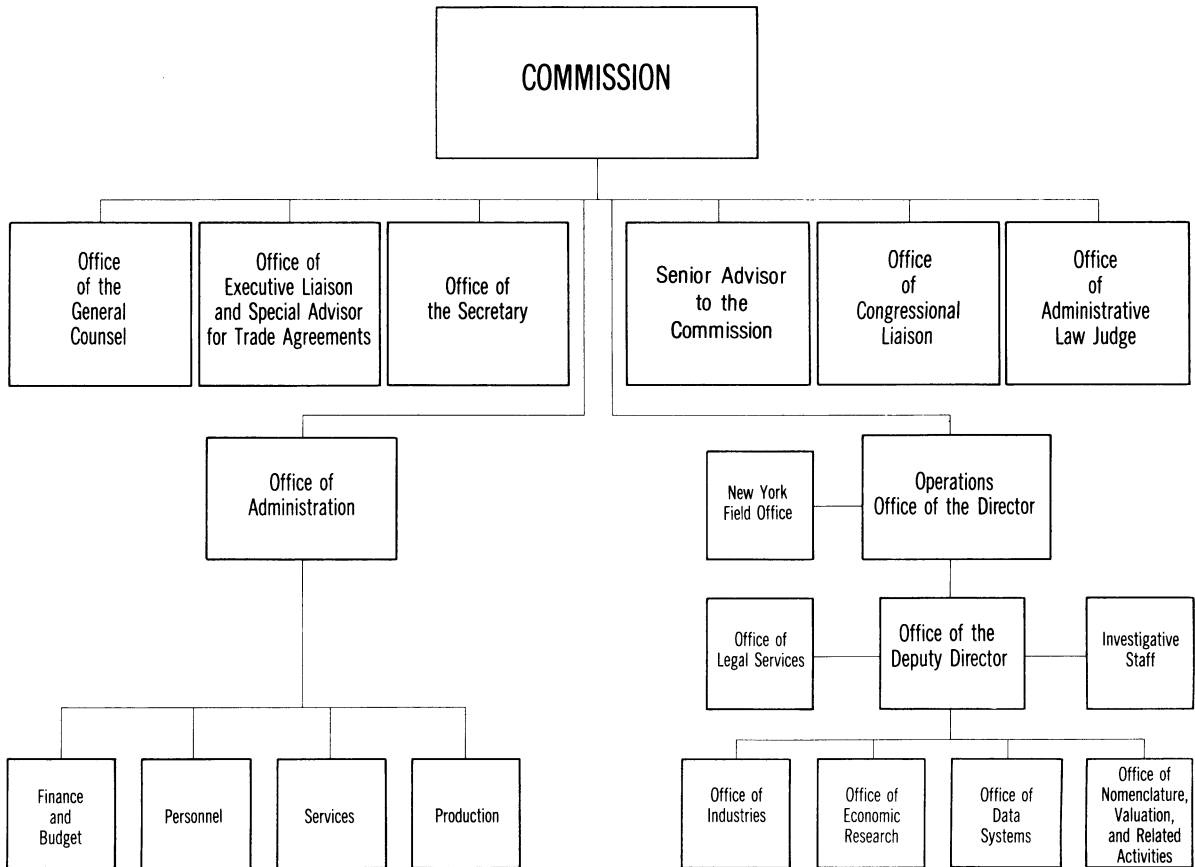 COMMISSION
Office
of the
General
Counsel
Office of
Executive Liaison
and Special Advisor
for Trade Agreements
Office of
the Secretary
Senior Advisor
to the
Commission
Office
of
Congressional
Liaison
Office
of
Administrative
Law Judge
Office of
Administration
New York
Field Office
Operations
Office of the Director
Office of
Legal Services
Office of the
Deputy Director
Investigative
Staff
Finance
and
Budget
Personnel
Services
Production
Office of
Industries
Office of
Economic
Research
Office of
Data
Systems
Office of
Nomenclature,
Valuation,
and Related
Activities